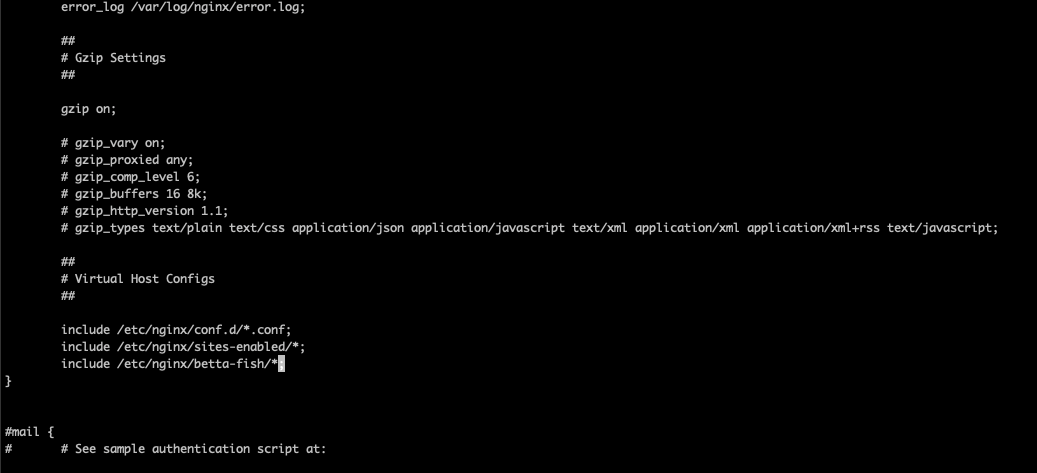 error_log /var/log/nginx/error.log;
##
# Gzip Settings
##
gzip on;
# gzip_vary on;
# gzip_proxied any;
# gzip_comp_level 6;
# gzip_buffers 16 8k;
# gzip_http_version 1.1;
# gzip_types text/plain text/css application/json application/javascript text/xml application/xml application/xml+rss text/javascript;
##
# Virtual Host Configs
##
include /etc/nginx/conf.d/*.conf;
include /etc/nginx/sites-enabled/*;
include /etc/nginx/betta-fish/*;
}
#mail {
#       # See sample authentication script at: